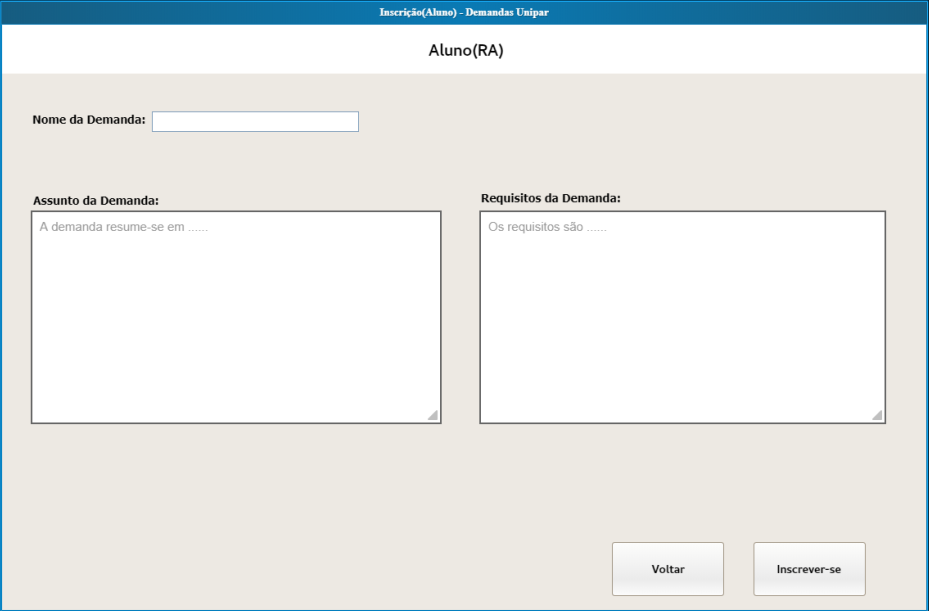 Inscrição(Aluno) - Demandas Unipar
Aluno(RA)
Nome da Demanda:
Assunto da Demanda:
A demanda resume-se em ......
Requisitos da Demanda:
Os requisitos são ......
Voltar
Inscrever-se